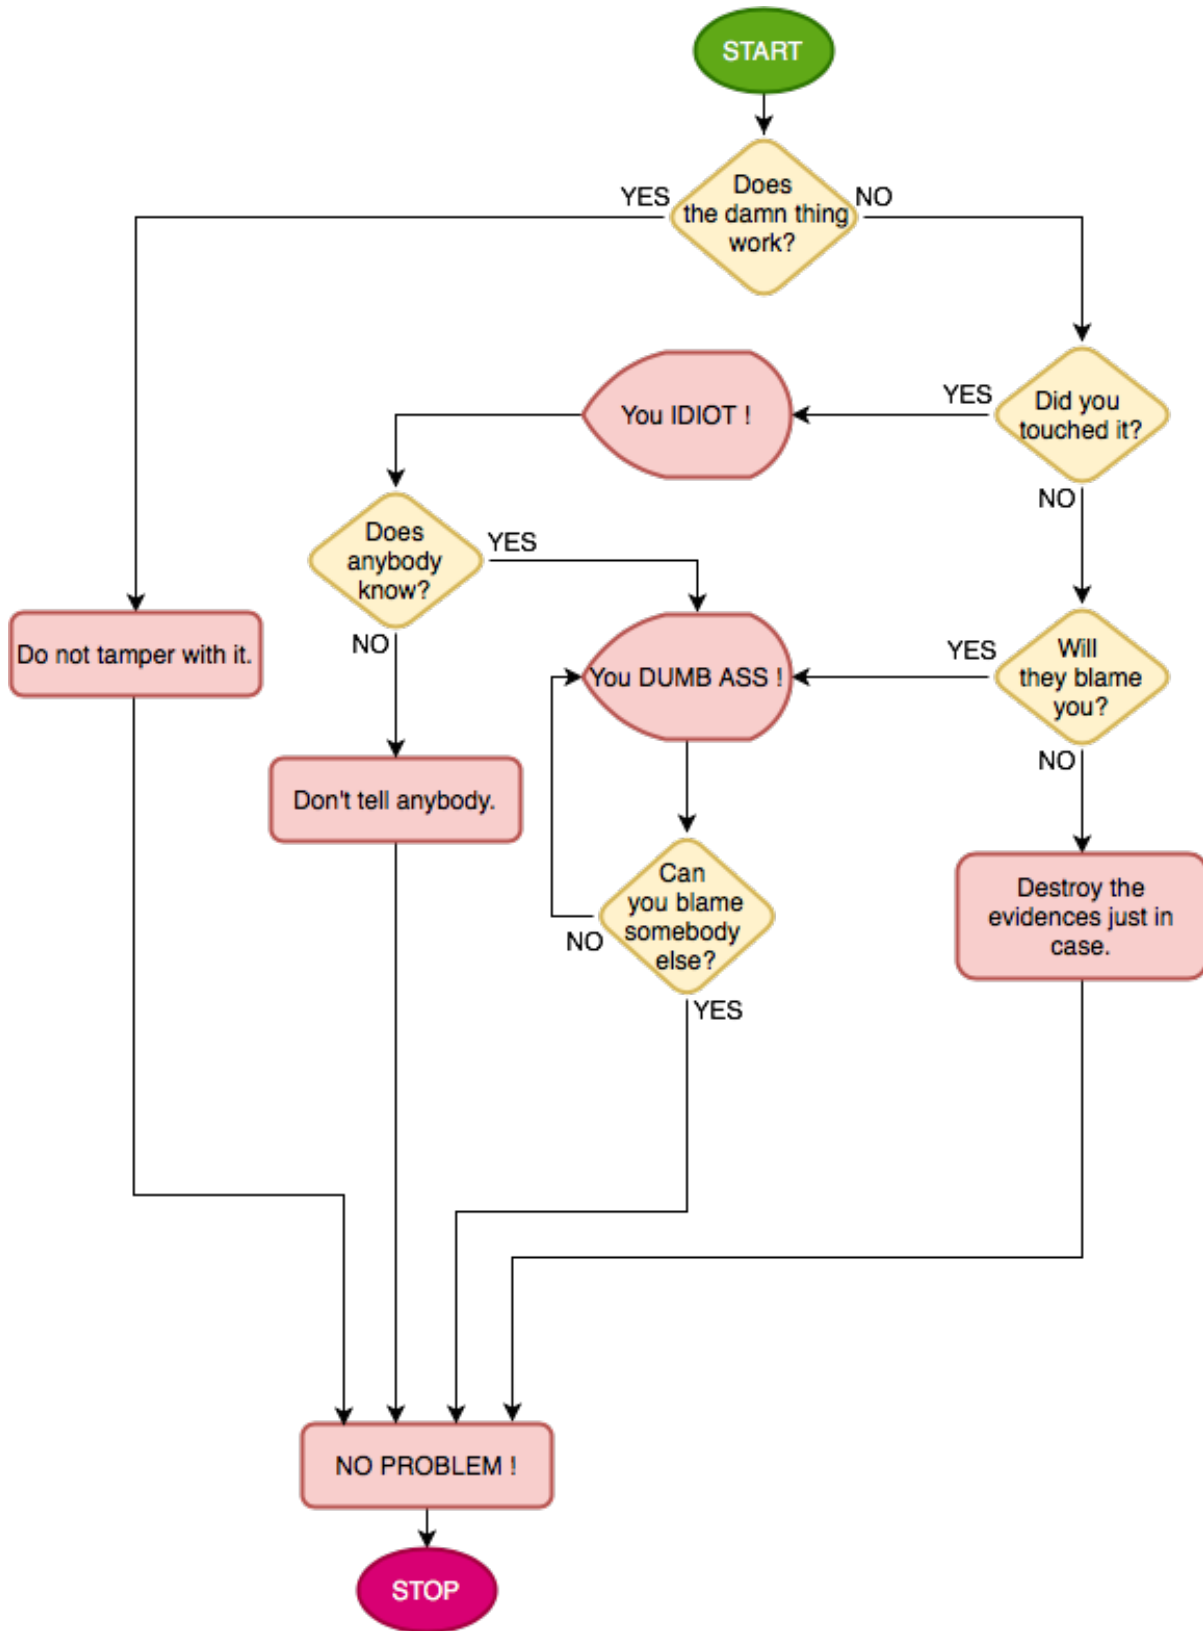 START
Does
the damn thing
work?
YES
NO
Did you
touched it?
YES
NO
You IDIOT !
Does
anybody
know?
YES
NO
Do not tamper with it.
You DUMB ASS !
Will
they blame
you?
YES
NO
Don't tell anybody.
Can
you blame
somebody
else?
NO
YES
Destroy the
evidences just in
case.
NO PROBLEM !
STOP